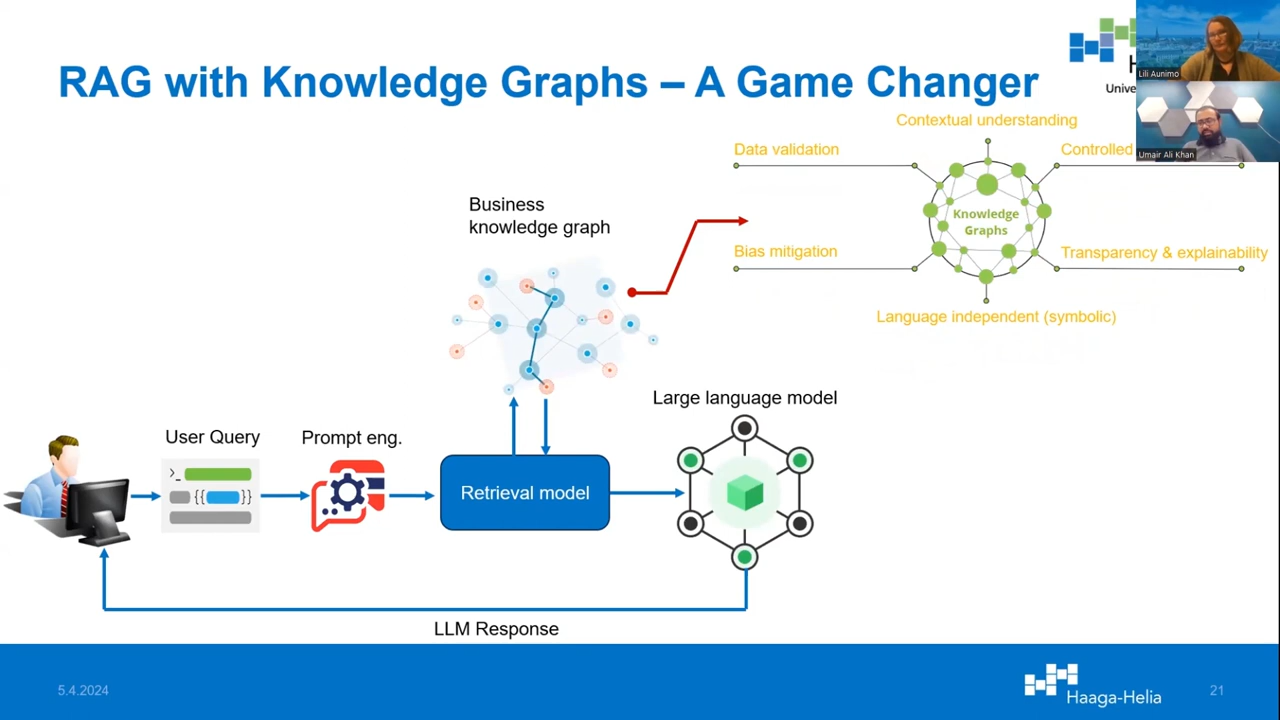 RAG with Knowledge Graphs – A Game Changer
H
Unive
Lili Aunimo
Umair Ali Khan
Contextual understanding
Data validation
Controlled
Knowledge
Graphs
Bias mitigation
Transparency & explainability
Language independent (symbolic)
Business
knowledge graph
Large language model
User Query
Prompt eng.
>_
{{ }}
Retrieval model
LLM Response
5.4.2024
Haaga-Helia
21